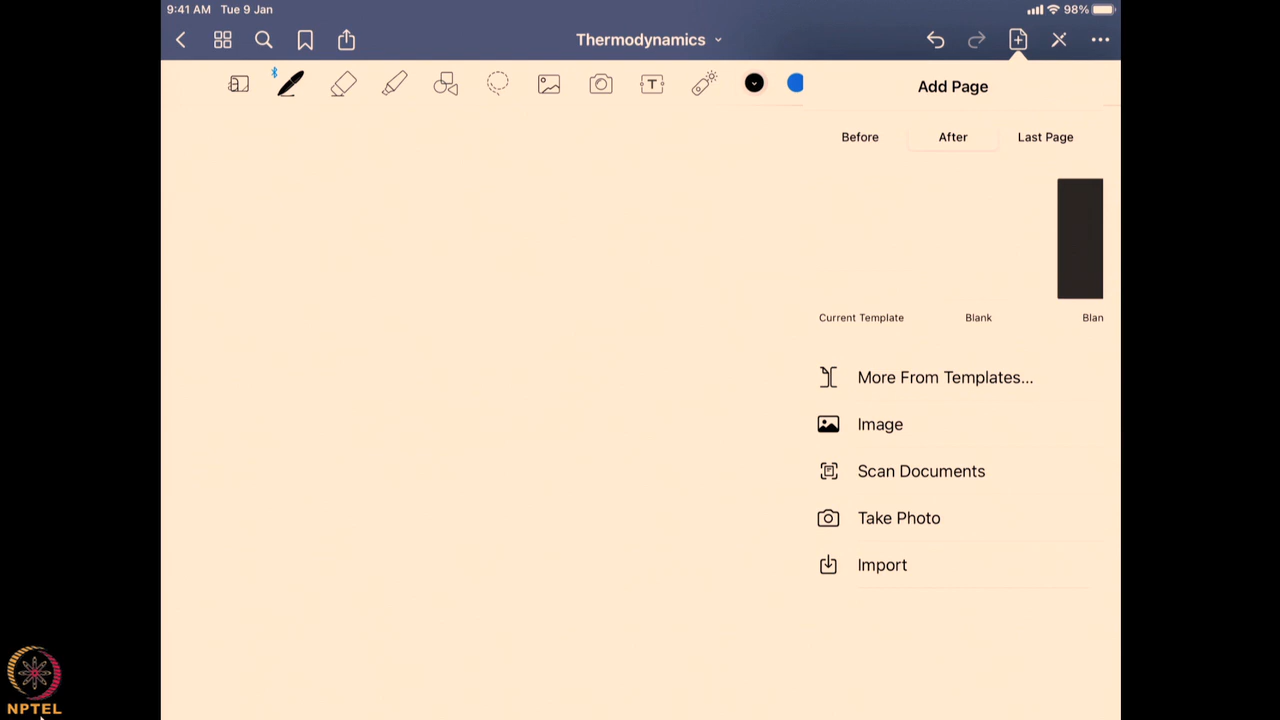 9:41 AM Tue 9 Jan 98%
Thermodynamics
T
Add Page
Before After Last Page
Current Template Blank Blan
More From Templates...
Image
Scan Documents
Take Photo
Import
NPTEL